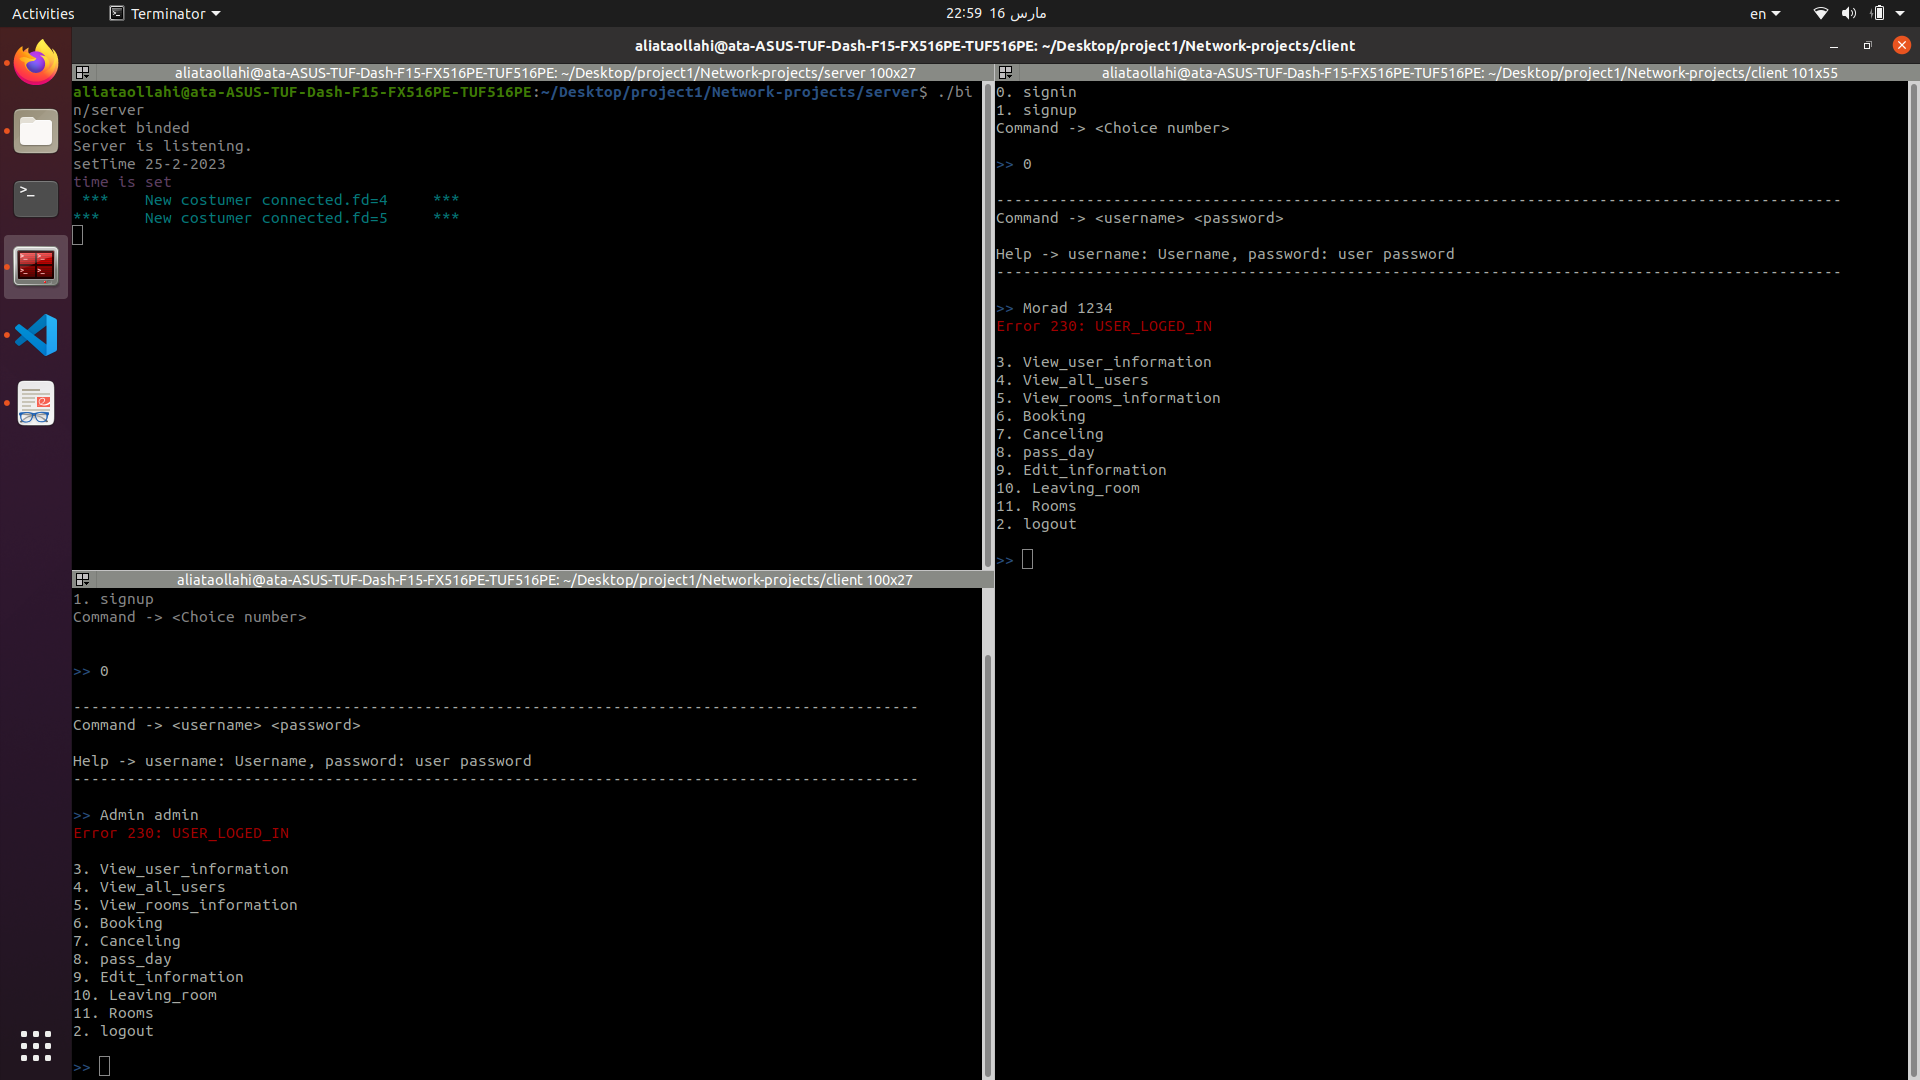 Activities
Terminator
22:59 16 مارس
en
aliataollahi@ata-ASUS-TUF-Dash-F15-FX516PE-TUF516PE: ~/Desktop/project1/Network-projects/client
aliataollahi@ata-ASUS-TUF-Dash-F15-FX516PE-TUF516PE: ~/Desktop/project1/Network-projects/server 100x27
aliataollahi@ata-ASUS-TUF-Dash-F15-FX516PE-TUF516PE:~/Desktop/project1/Network-projects/server$ ./bi
n/server
Socket binded
Server is listening.
setTime 25-2-2023
time is set
*** New costumer connected.fd=4 ***
*** New costumer connected.fd=5 ***
aliataollahi@ata-ASUS-TUF-Dash-F15-FX516PE-TUF516PE: ~/Desktop/project1/Network-projects/client 100x27
1. signup
Command -> <Choice number>
>> 0
--------------------------------------------------------------------------------------------
Command -> <username> <password>
Help -> username: Username, password: user password
--------------------------------------------------------------------------------------------
>> Admin admin
Error 230: USER_LOGED_IN
3. View_user_information
4. View_all_users
5. View_rooms_information
6. Booking
7. Canceling
8. pass_day
9. Edit_information
10. Leaving_room
11. Rooms
2. logout
>>
aliataollahi@ata-ASUS-TUF-Dash-F15-FX516PE-TUF516PE: ~/Desktop/project1/Network-projects/client 101x55
0. signin
1. signup
Command -> <Choice number>
>> 0
--------------------------------------------------------------------------------------------
Command -> <username> <password>
Help -> username: Username, password: user password
--------------------------------------------------------------------------------------------
>> Morad 1234
Error 230: USER_LOGED_IN
3. View_user_information
4. View_all_users
5. View_rooms_information
6. Booking
7. Canceling
8. pass_day
9. Edit_information
10. Leaving_room
11. Rooms
2. logout
>>